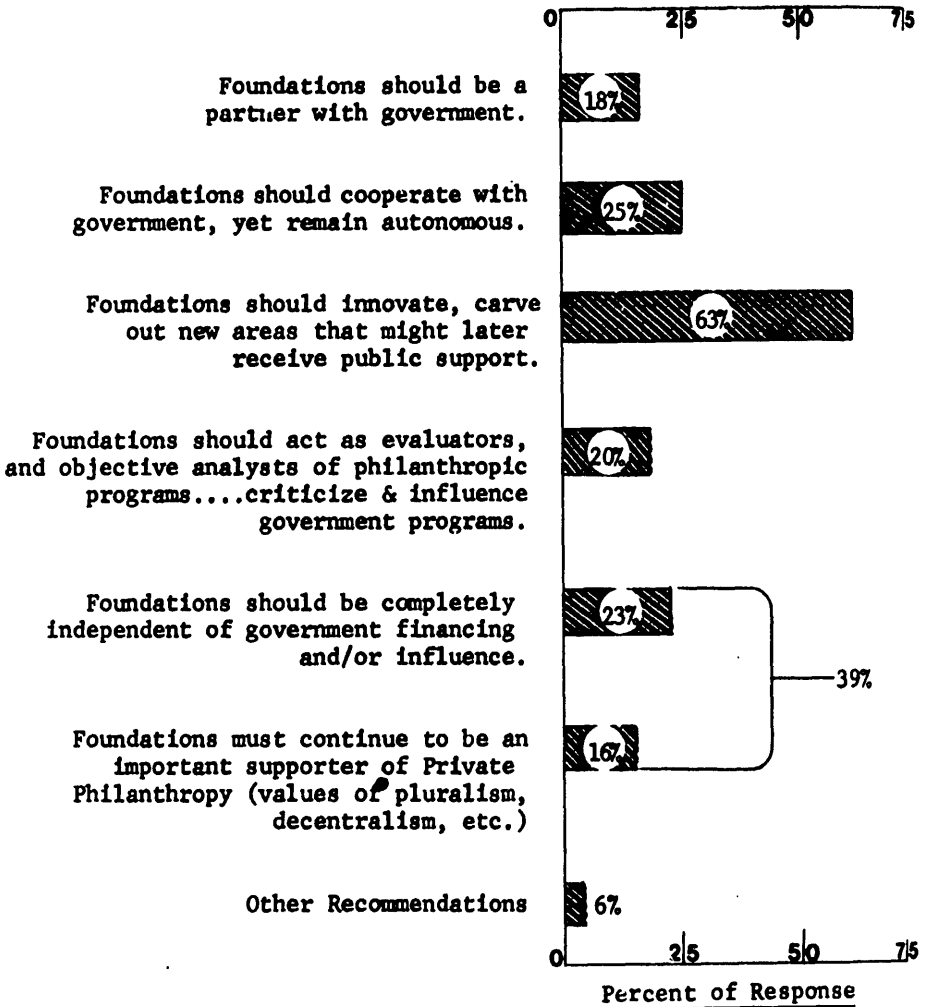 0 25 50 75
Foundations should be a
partner with government.
18%
Foundations should cooperate with
government, yet remain autonomous.
25%
Foundations should innovate, carve
out new areas that might later
receive public support.
63%
Foundations should act as evaluators,
and objective analysts of philanthropic
programs....criticize & influence
government programs.
20%
Foundations should be completely
independent of government financing
and/or influence.
23%
39%
Foundations must continue to be an
important supporter of Private
Philanthropy (values of pluralism,
decentralism, etc.)
16%
Other Recommendations
6%
0 25 50 75
Percent of Response